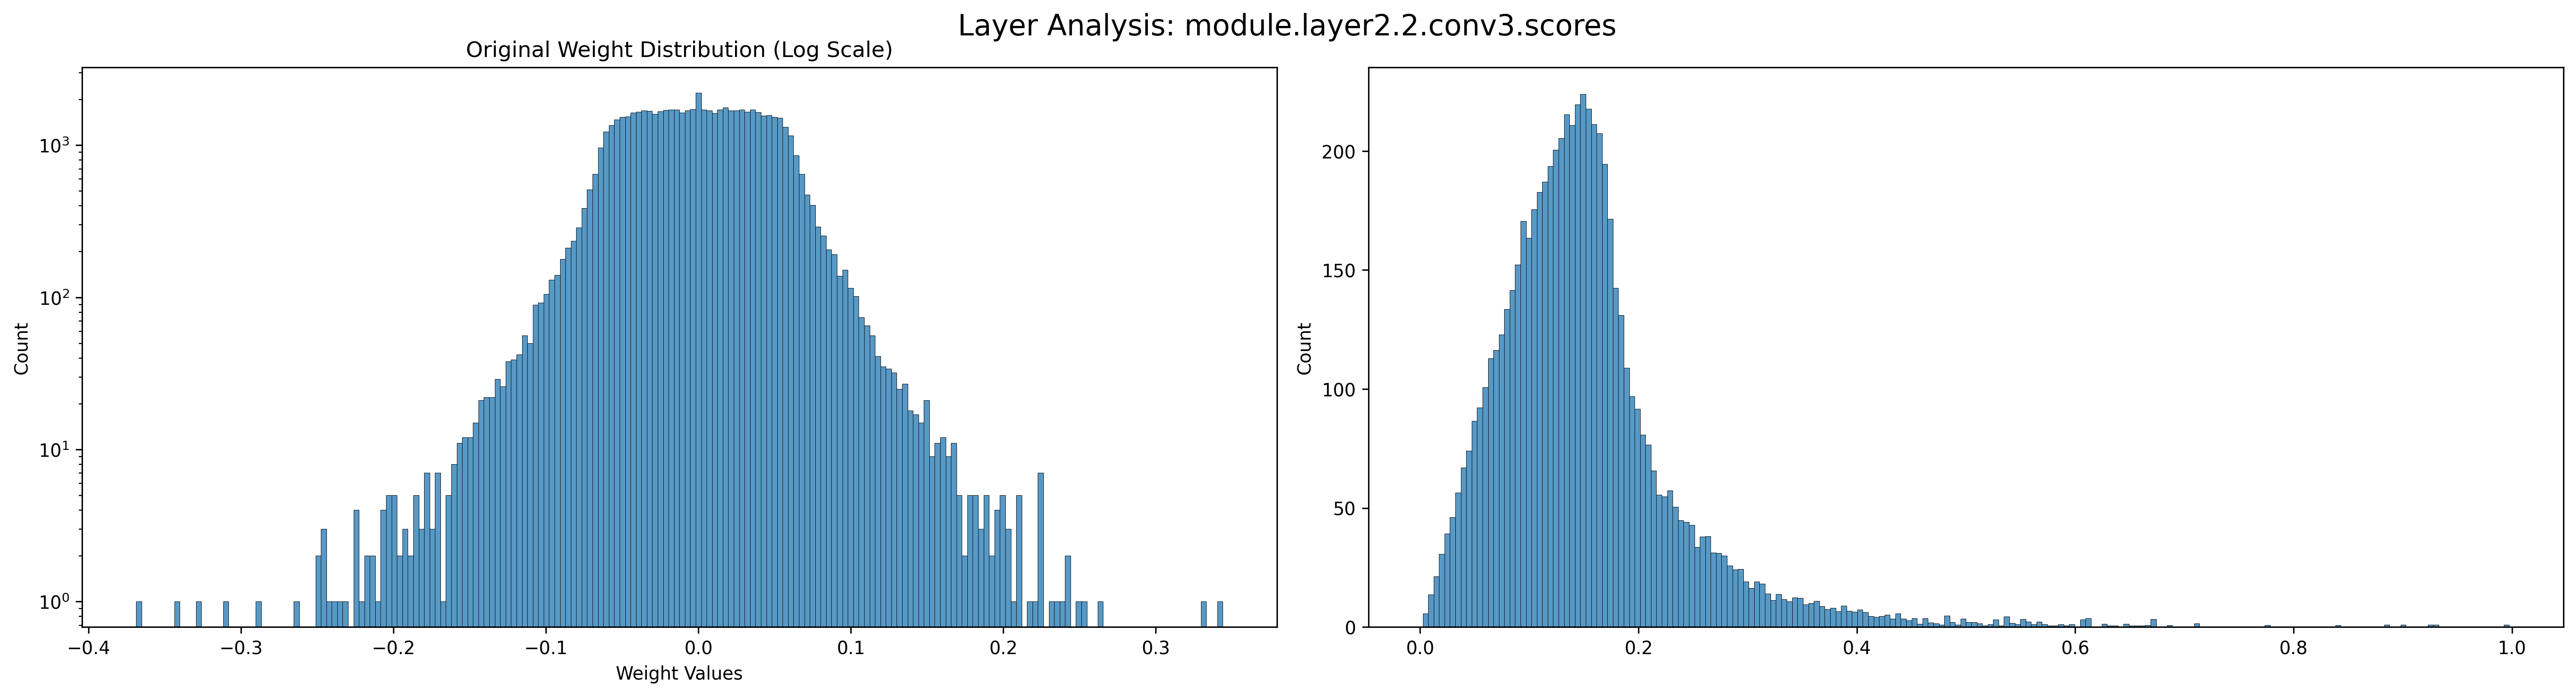 Layer Analysis: module.layer2.2.conv3.scores
Original Weight Distribution (Log Scale)
Count
10³
10²
10¹
10⁰
−0.4 −0.3 −0.2 −0.1 0.0 0.1 0.2 0.3
Weight Values
Count
200
150
100
50
0
0.0 0.2 0.4 0.6 0.8 1.0